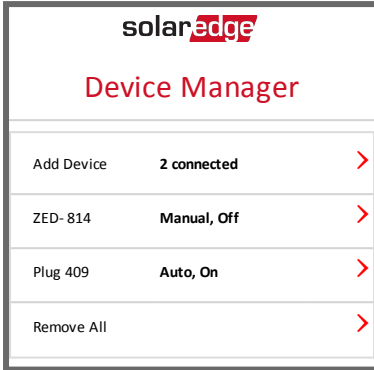 solaredge
Device Manager
Add Device 2 connected
ZED- 814 Manual, Off
Plug 409 Auto, On
Remove All